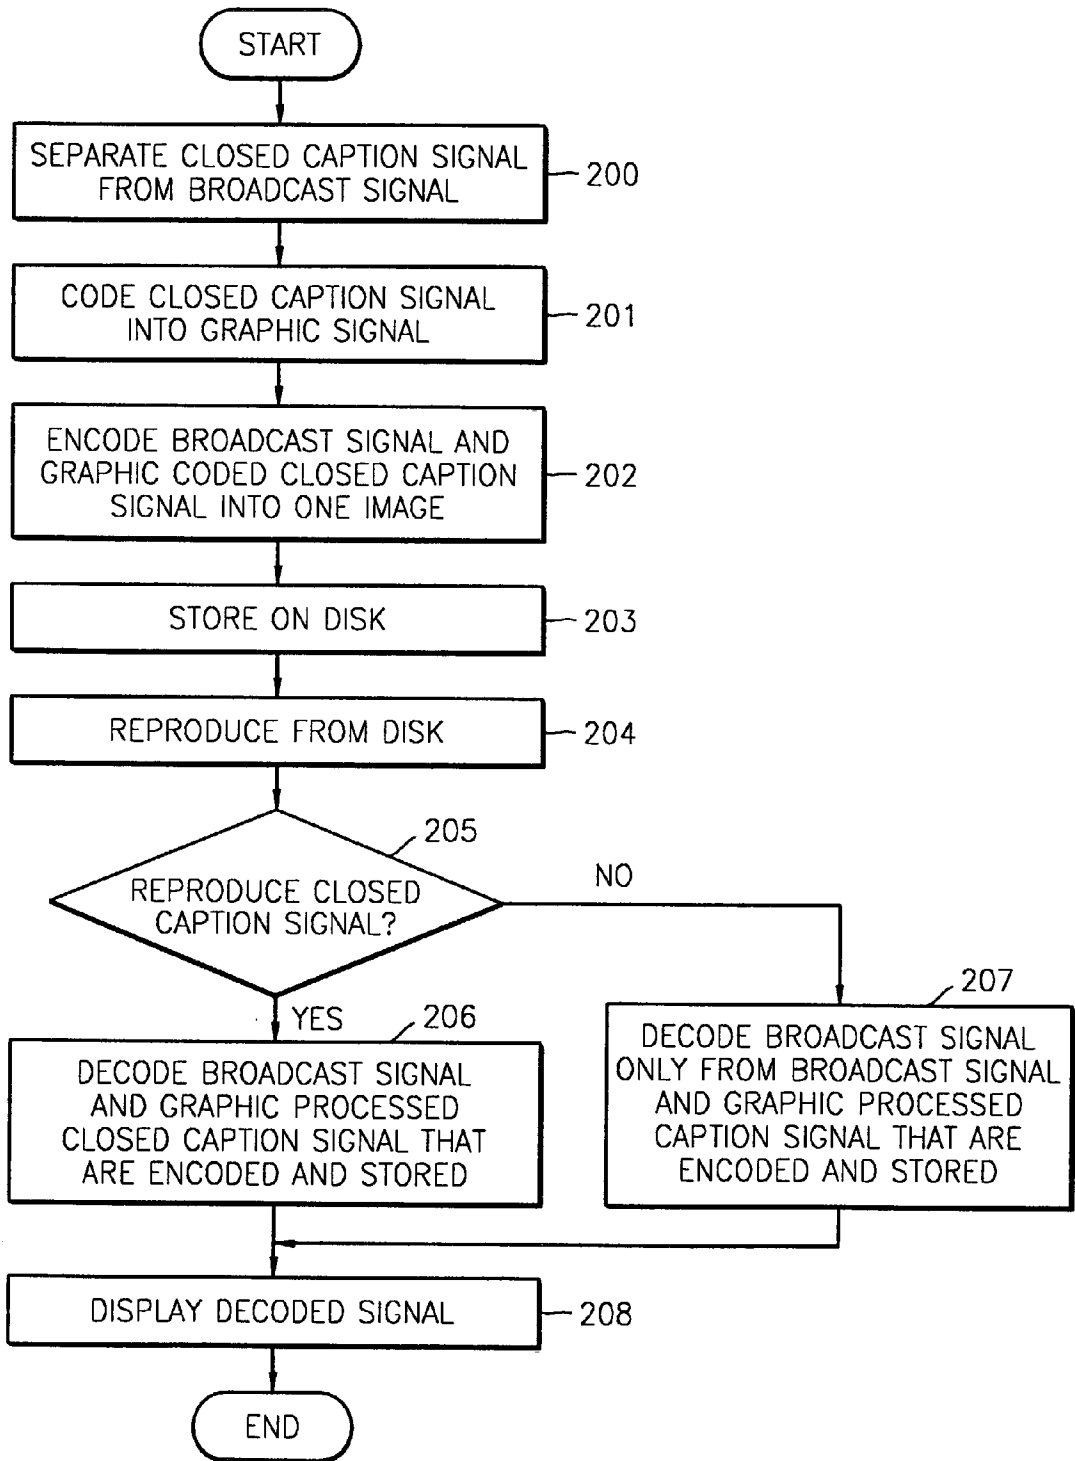 START
SEPARATE CLOSED CAPTION SIGNAL
FROM BROADCAST SIGNAL
200
CODE CLOSED CAPTION SIGNAL
INTO GRAPHIC SIGNAL
201
ENCODE BROADCAST SIGNAL AND
GRAPHIC CODED CLOSED CAPTION
SIGNAL INTO ONE IMAGE
202
STORE ON DISK
203
REPRODUCE FROM DISK
204
205
REPRODUCE CLOSED
CAPTION SIGNAL?
NO
YES
206
DECODE BROADCAST SIGNAL
AND GRAPHIC PROCESSED
CLOSED CAPTION SIGNAL THAT
ARE ENCODED AND STORED
207
DECODE BROADCAST SIGNAL
ONLY FROM BROADCAST SIGNAL
AND GRAPHIC PROCESSED
CAPTION SIGNAL THAT ARE
ENCODED AND STORED
DISPLAY DECODED SIGNAL
208
END